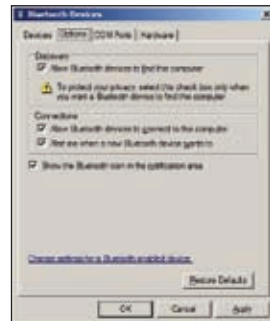 Bluetooth Devices
Devices Options COM Ports Hardware
Discovery
Allow Bluetooth devices to find this computer
To protect your privacy, select this check box only when
you want a Bluetooth device to find this computer.
Connections
Allow Bluetooth devices to connect to this computer
Alert me when a new Bluetooth device wants to
Show the Bluetooth icon in the notification area
Change settings for a Bluetooth enabled device.
Restore Defaults
OK Cancel Apply